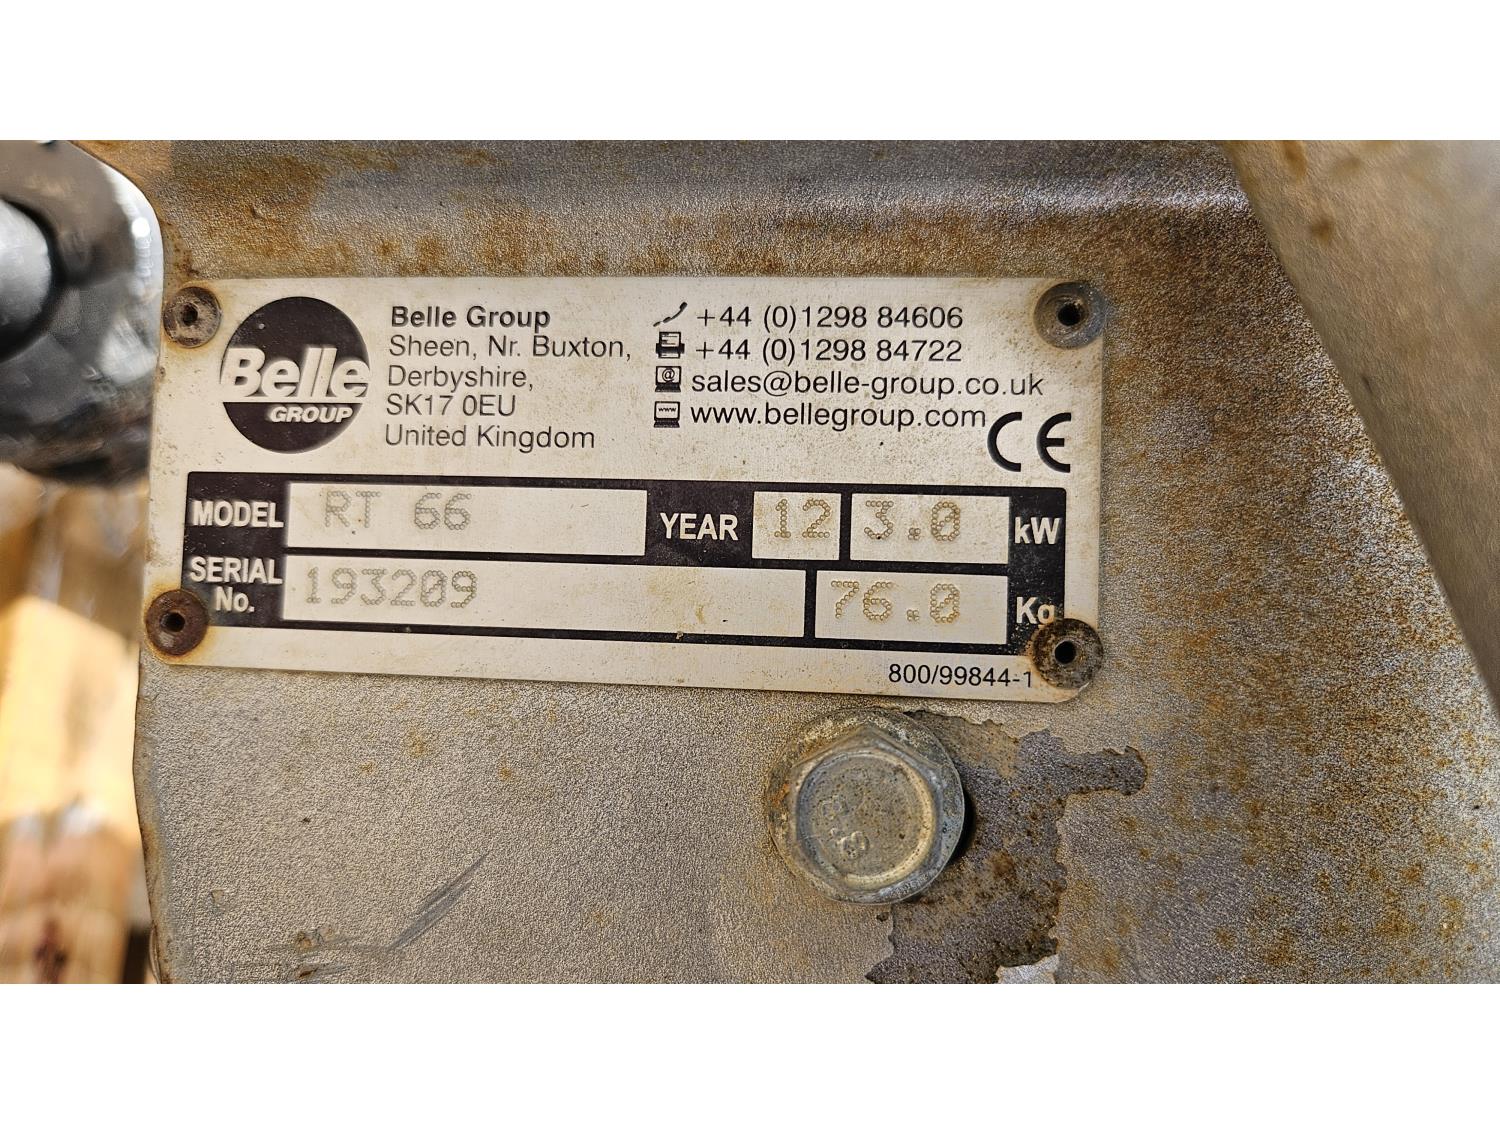 Belle
GROUP
Belle Group
Sheen, Nr. Buxton,
Derbyshire,
SK17 0EU
United Kingdom
+44 (0)1298 84606
+44 (0)1298 84722
@ sales@belle-group.co.uk
www www.bellegroup.com
CE
MODEL RT 66 YEAR 12 3.0 kW
SERIAL No. 193209 76.0 Kg
800/99844-1